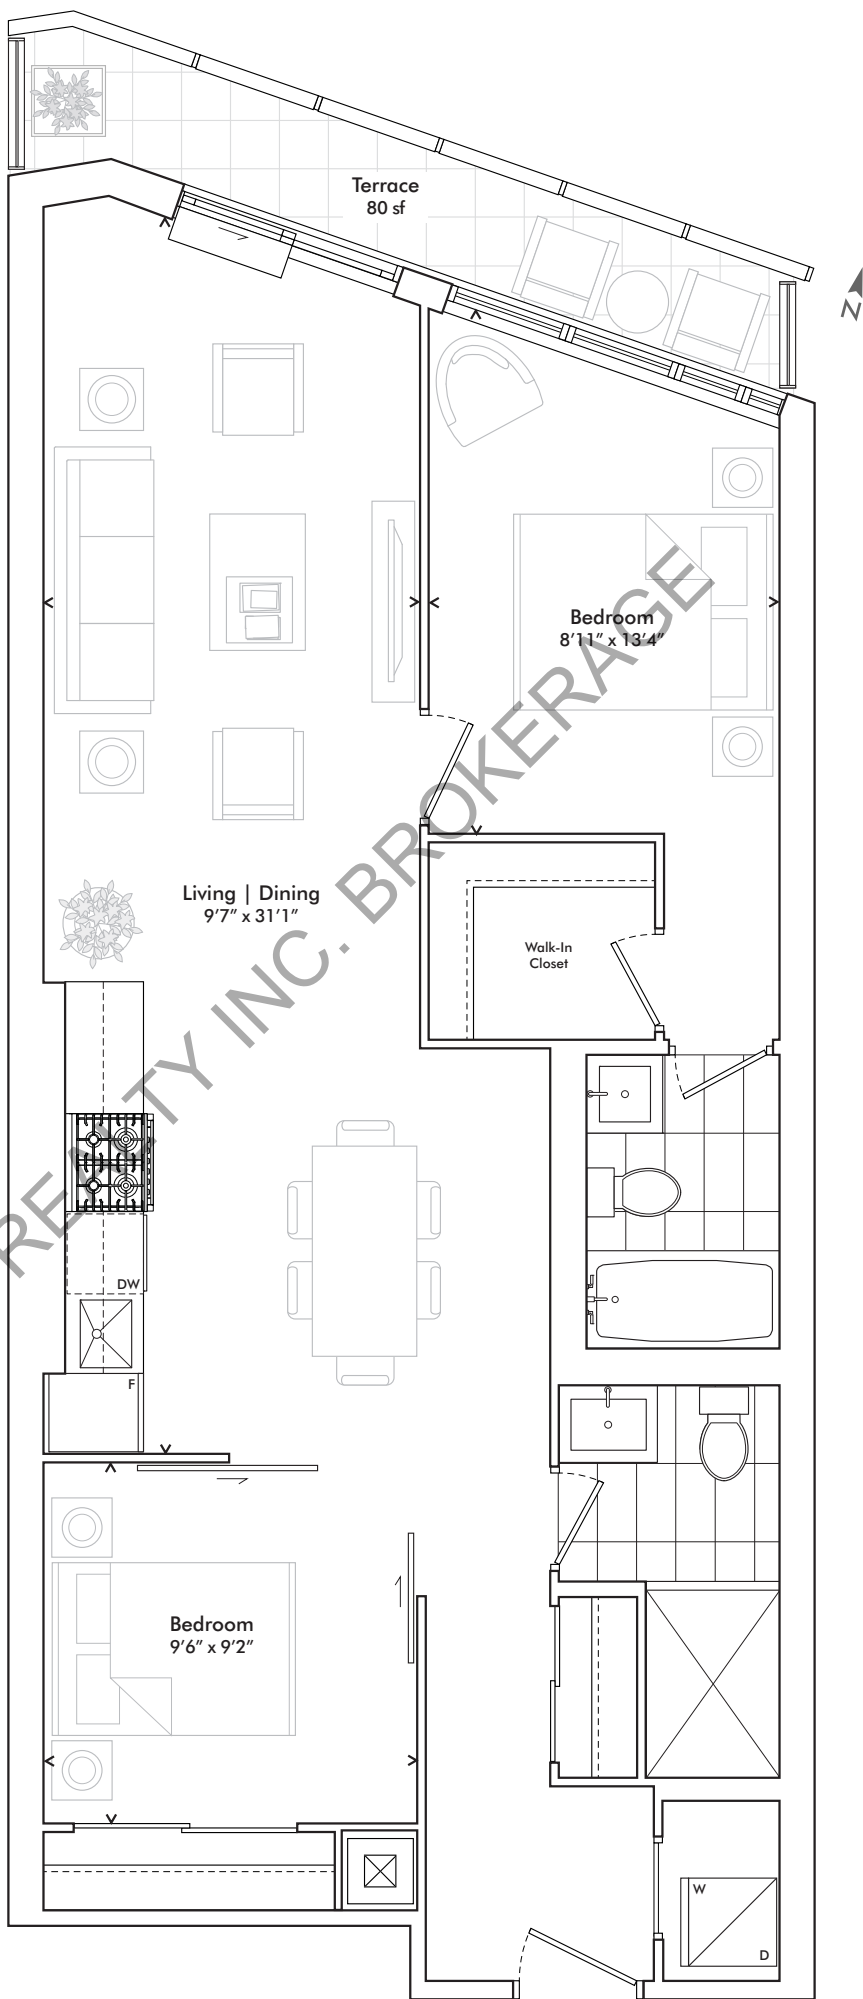 Terrace
80 sf
N
Bedroom
8'11" x 13'4"
Living | Dining
9'7" x 31'1"
Walk-In
Closet
REALTY INC. BROKERAGE
DW
F
Bedroom
9'6" x 9'2"
W
D